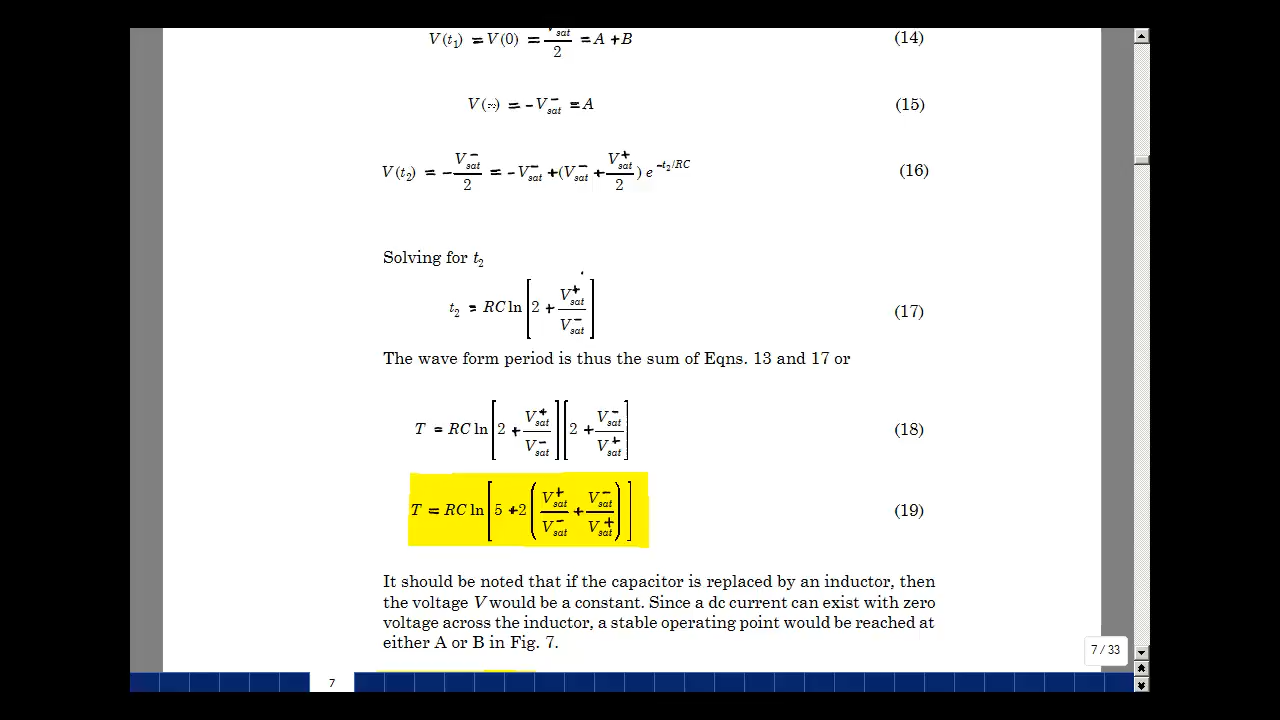 V(t₁) = V(0) = V⁺sat/2 = A + B (14)
V(∞) = -V⁻sat = A (15)
V(t₂) = -V⁻sat/2 = -V⁻sat + (V⁻sat + V⁺sat/2) e^(-t₂/RC) (16)
Solving for t₂
t₂ = RC ln [2 + V⁺sat/V⁻sat] (17)
The wave form period is thus the sum of Eqns. 13 and 17 or
T = RC ln [2 + V⁺sat/V⁻sat] [2 + V⁻sat/V⁺sat] (18)
T = RC ln [5 + 2 (V⁺sat/V⁻sat + V⁻sat/V⁺sat)] (19)
It should be noted that if the capacitor is replaced by an inductor, then
the voltage V would be a constant. Since a dc current can exist with zero
voltage across the inductor, a stable operating point would be reached at
either A or B in Fig. 7.
7 / 33
7